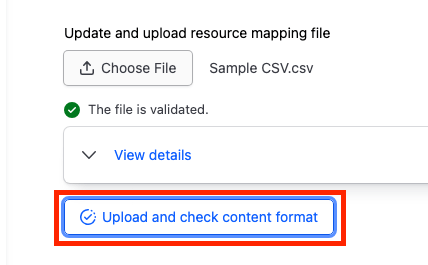 Update and upload resource mapping file
Choose File
Sample CSV.csv
The file is validated.
View details
Upload and check content format